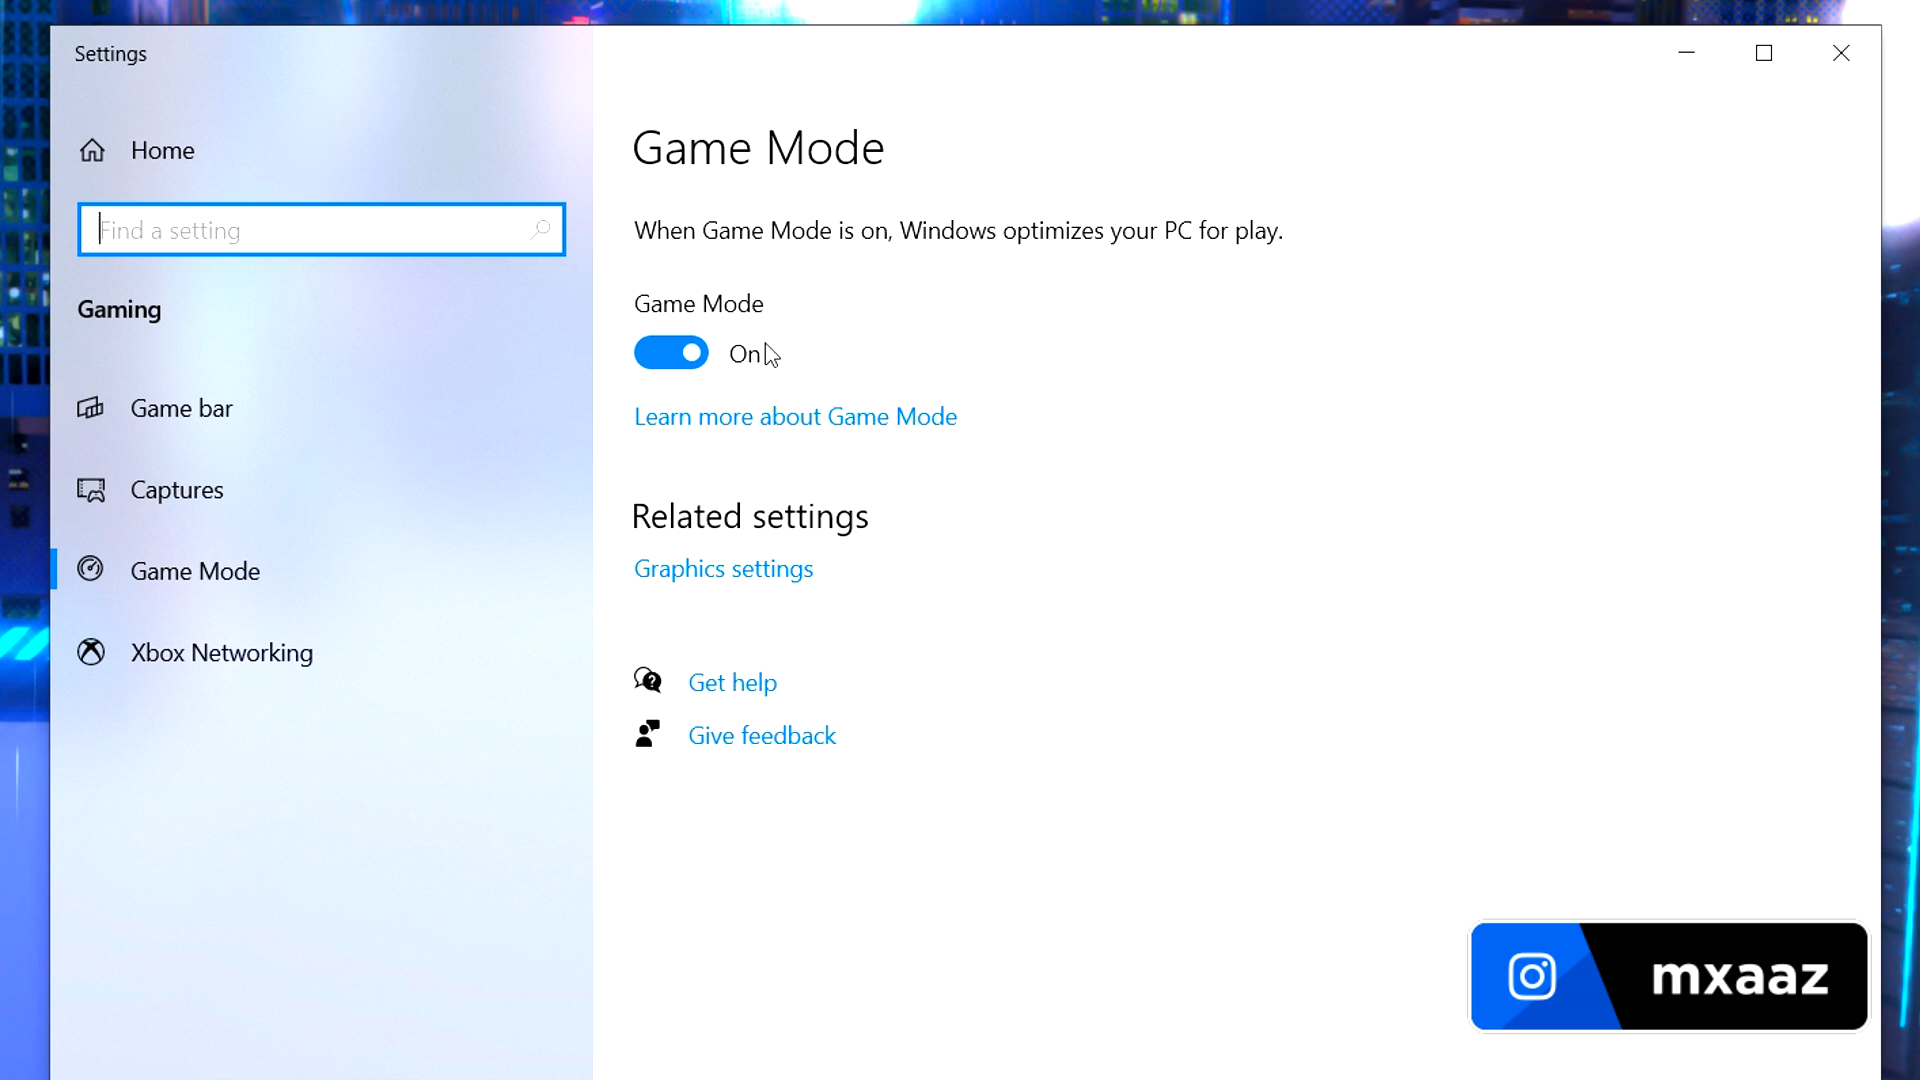 Settings
Home
Find a setting
Gaming
Game bar
Captures
Game Mode
Xbox Networking
Game Mode
When Game Mode is on, Windows optimizes your PC for play.
Game Mode
On
Learn more about Game Mode
Related settings
Graphics settings
Get help
Give feedback
mxaaz